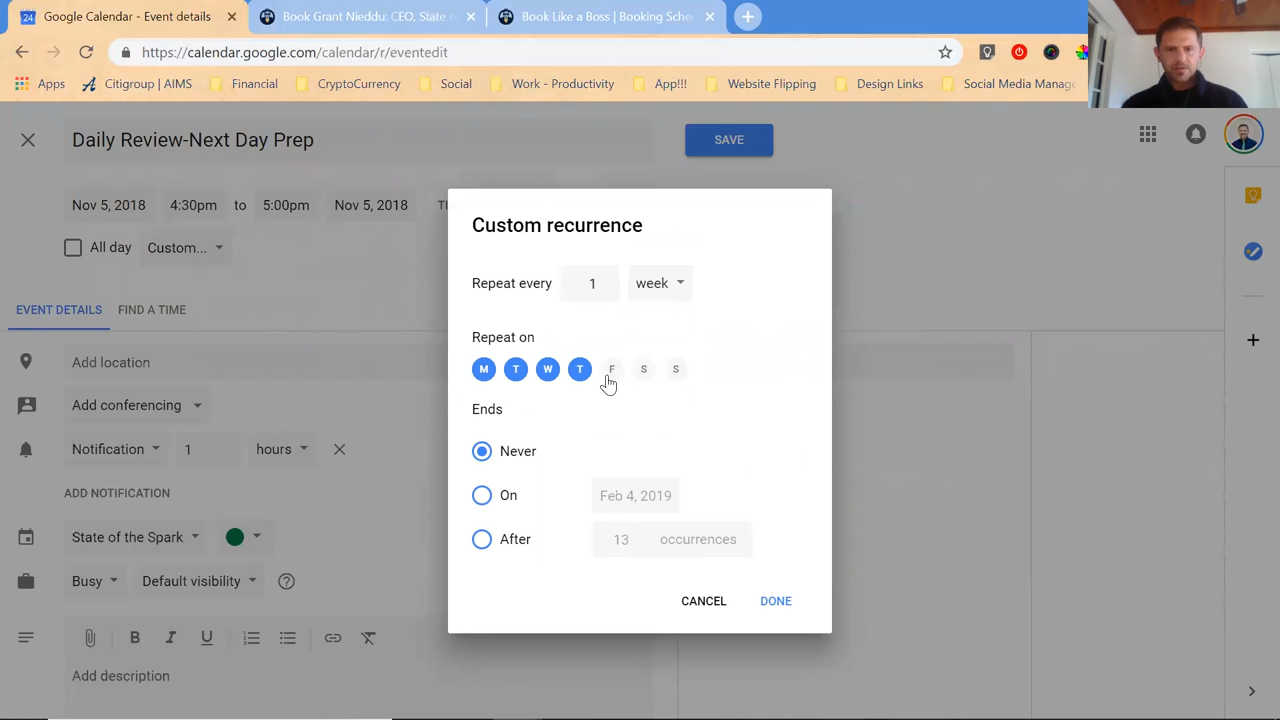 24 Google Calendar - Event details
Book Grant Nieddu: CEO, State o
Book Like a Boss | Booking Sche
https://calendar.google.com/calendar/r/eventedit
Apps Citigroup | AIMS Financial CryptoCurrency Social Work - Productivity App!!! Website Flipping Design Links Social Media Manage
Daily Review-Next Day Prep
SAVE
Nov 5, 2018 4:30pm to 5:00pm Nov 5, 2018
All day Custom...
EVENT DETAILS FIND A TIME
Add location
Add conferencing
Notification 1 hours
ADD NOTIFICATION
State of the Spark
Busy Default visibility ?
B I U
Add description
Custom recurrence
Repeat every 1 week
Repeat on
M T W T F S S
Ends
Never
On Feb 4, 2019
After 13 occurrences
CANCEL DONE